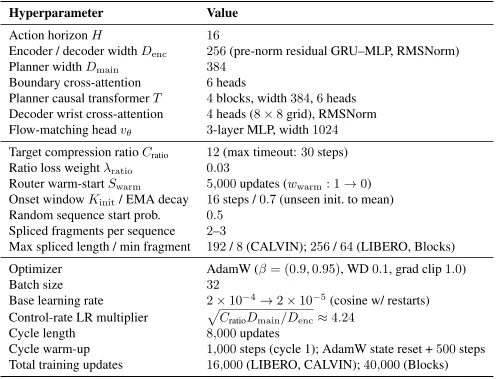 Hyperparameter Value
Action horizon H 16
Encoder / decoder width D_enc 256 (pre-norm residual GRU–MLP, RMSNorm)
Planner width D_main 384
Boundary cross-attention 6 heads
Planner causal transformer T 4 blocks, width 384, 6 heads
Decoder wrist cross-attention 4 heads (8 × 8 grid), RMSNorm
Flow-matching head v_θ 3-layer MLP, width 1024
Target compression ratio C_ratio 12 (max timeout: 30 steps)
Ratio loss weight λ_ratio 0.03
Router warm-start S_warm 5,000 updates (w_warm : 1 → 0)
Onset window K_init / EMA decay 16 steps / 0.7 (unseen init. to mean)
Random sequence start prob. 0.5
Spliced fragments per sequence 2–3
Max spliced length / min fragment 192 / 8 (CALVIN); 256 / 64 (LIBERO, Blocks)
Optimizer AdamW (β = (0.9, 0.95), WD 0.1, grad clip 1.0)
Batch size 32
Base learning rate 2 × 10⁻⁴ → 2 × 10⁻⁵ (cosine w/ restarts)
Control-rate LR multiplier √(C_ratio D_main/D_enc) ≈ 4.24
Cycle length 8,000 updates
Cycle warm-up 1,000 steps (cycle 1); AdamW state reset + 500 steps
Total training updates 16,000 (LIBERO, CALVIN); 40,000 (Blocks)